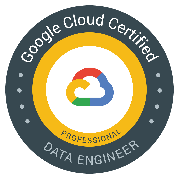 Google Cloud Certified
PROFESSIONAL
DATA ENGINEER